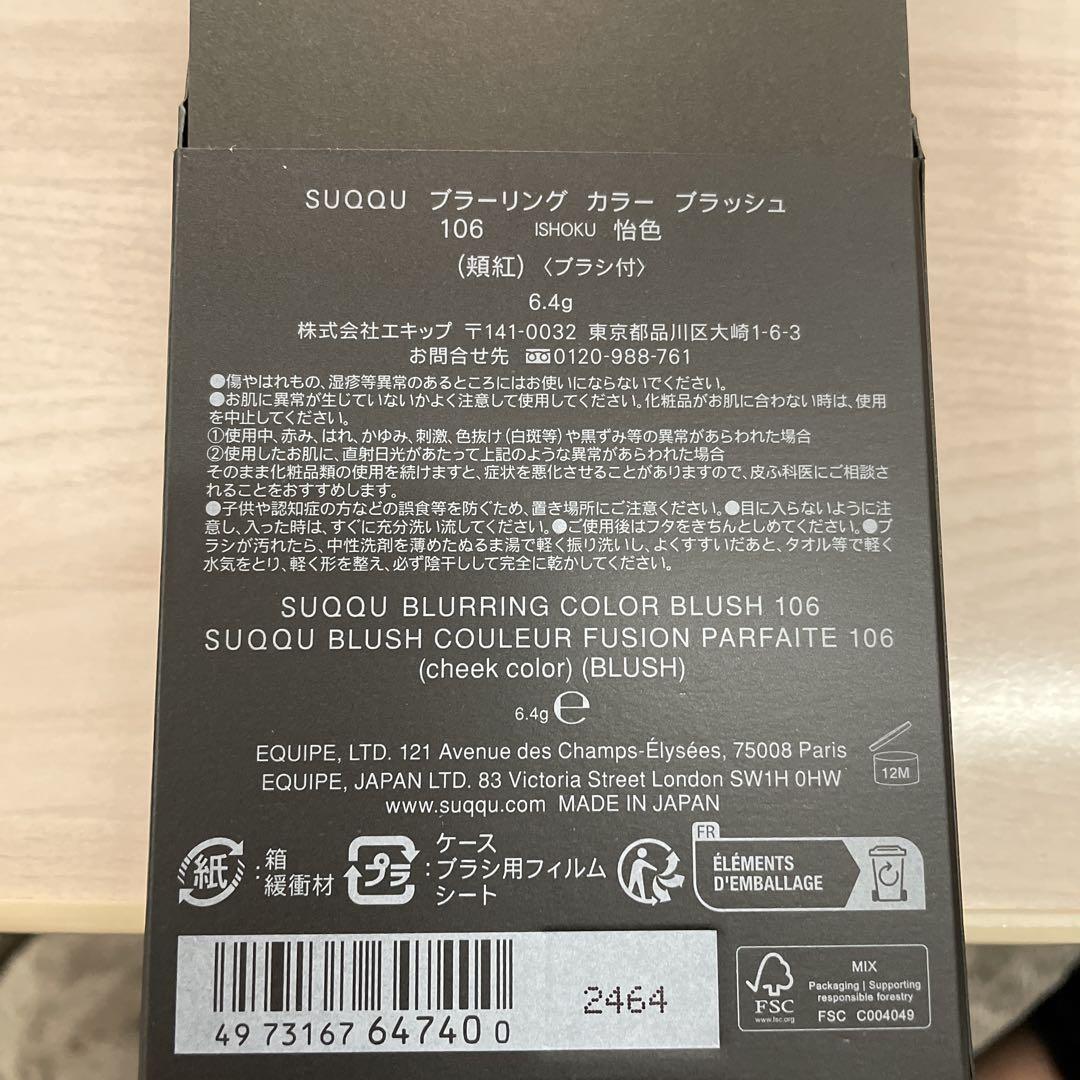 SUQQU ブラーリング カラー ブラッシュ
106 ISHOKU 怡色
(頬紅)〈ブラシ付〉
6.4g
株式会社エキップ 〒141-0032 東京都品川区大崎1-6-3
お問合せ先 0120-988-761
●傷やはれもの、湿疹等異常のあるところにはお使いにならないでください。
●お肌に異常が生じていないかよく注意して使用してください。化粧品がお肌に合わない時は、使用
を中止してください。
①使用中、赤み、はれ、かゆみ、刺激、色抜け(白斑等)や黒ずみ等の異常があらわれた場合
②使用したお肌に、直射日光があたって上記のような異常があらわれた場合
そのまま化粧品類の使用を続けますと、症状を悪化させることがありますので、皮ふ科医にご相談さ
れることをおすすめします。
●子供や認知症の方などの誤食等を防ぐため、置き場所にご注意ください。●目に入らないように注
意し、入った時は、すぐに充分洗い流してください。●ご使用後はフタをきちんとしめてください。●ブ
ラシが汚れたら、中性洗剤を薄めたぬるま湯で軽く振り洗いし、よくすすいだあと、タオル等で軽く
水気をとり、軽く形を整え、必ず陰干しして完全に乾かしてください。
SUQQU BLURRING COLOR BLUSH 106
SUQQU BLUSH COULEUR FUSION PARFAITE 106
(cheek color) (BLUSH)
6.4g ℮
EQUIPE, LTD. 121 Avenue des Champs-Élysées, 75008 Paris
EQUIPE, JAPAN LTD. 83 Victoria Street London SW1H 0HW
www.suqqu.com MADE IN JAPAN
12M
紙 : 箱
緩衝材
プラ : ケース
ブラシ用フィルム
シート
FR
ÉLÉMENTS
D'EMBALLAGE
4973167647400
2464
FSC
www.fsc.org
MIX
Packaging | Supporting
responsible forestry
FSC C004049